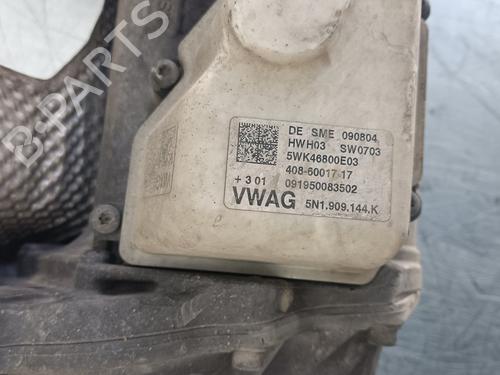 B-PARTS
DE SME 090804
HWH03 SW0703
5WK46800E03
408-60017-17
+301 091950083502
VWAG 5N1.909.144.K